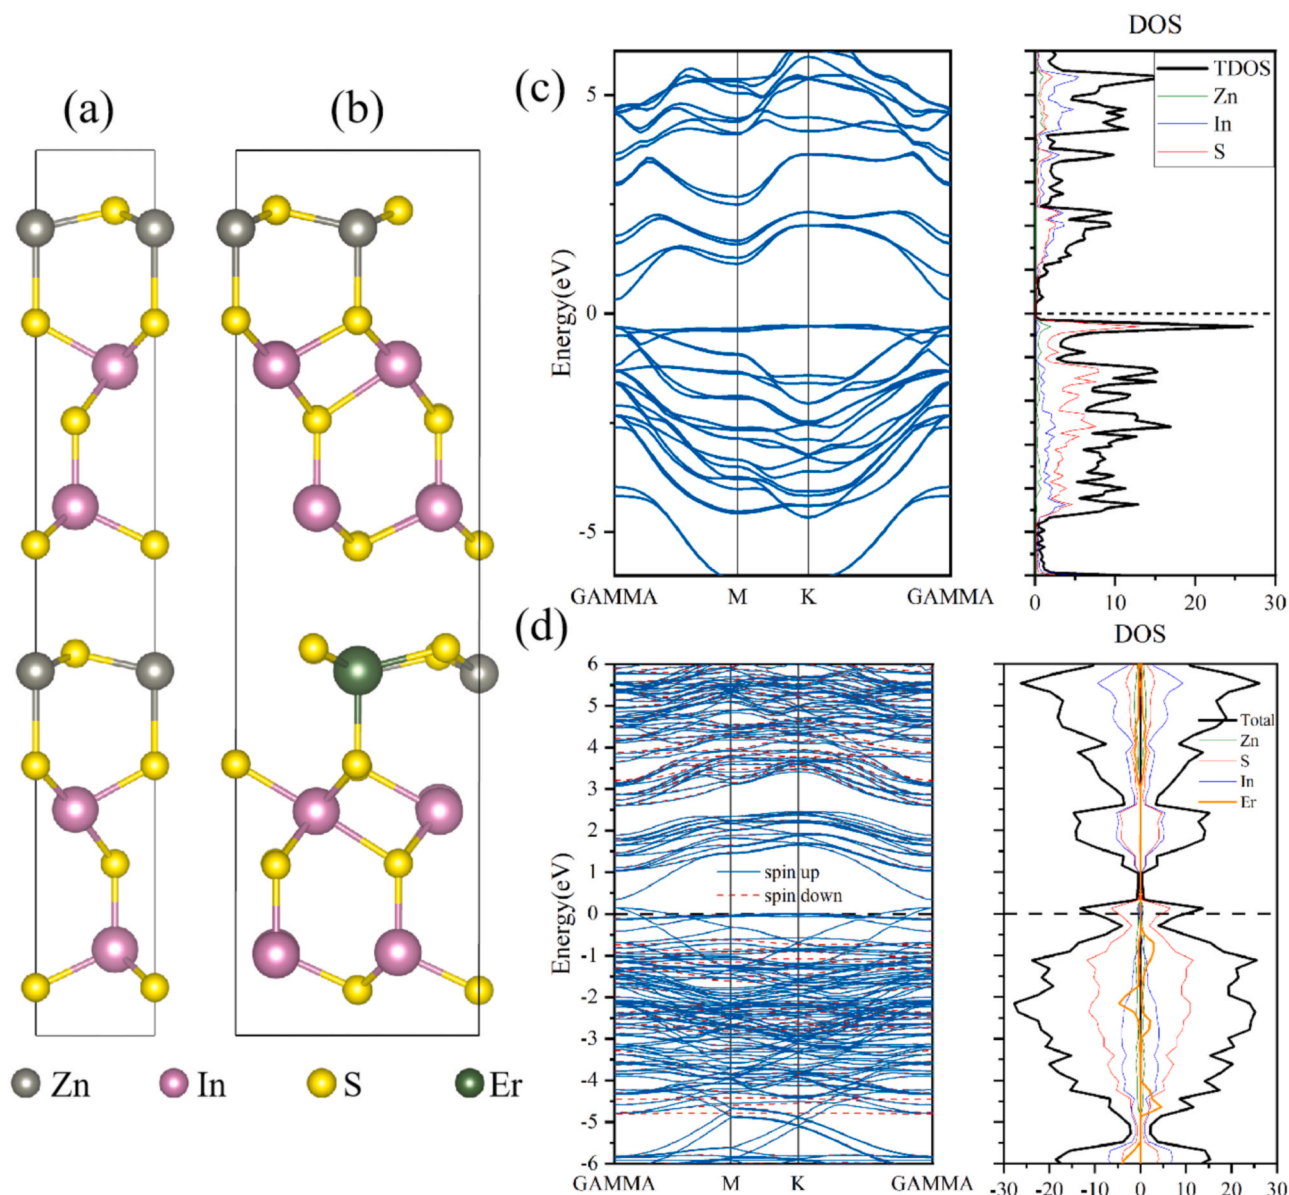 (a)
(b)
Zn
In
S
Er
(c)
Energy(eV)
5
0
-5
GAMMA M K GAMMA
DOS
TDOS
Zn
In
S
0 10 20 30
(d)
Energy(eV)
6
5
4
3
2
1
0
-1
-2
-3
-4
-5
-6
spin up
spin down
GAMMA M K GAMMA
DOS
Total
Zn
S
In
Er
-30 -20 -10 0 10 20 30